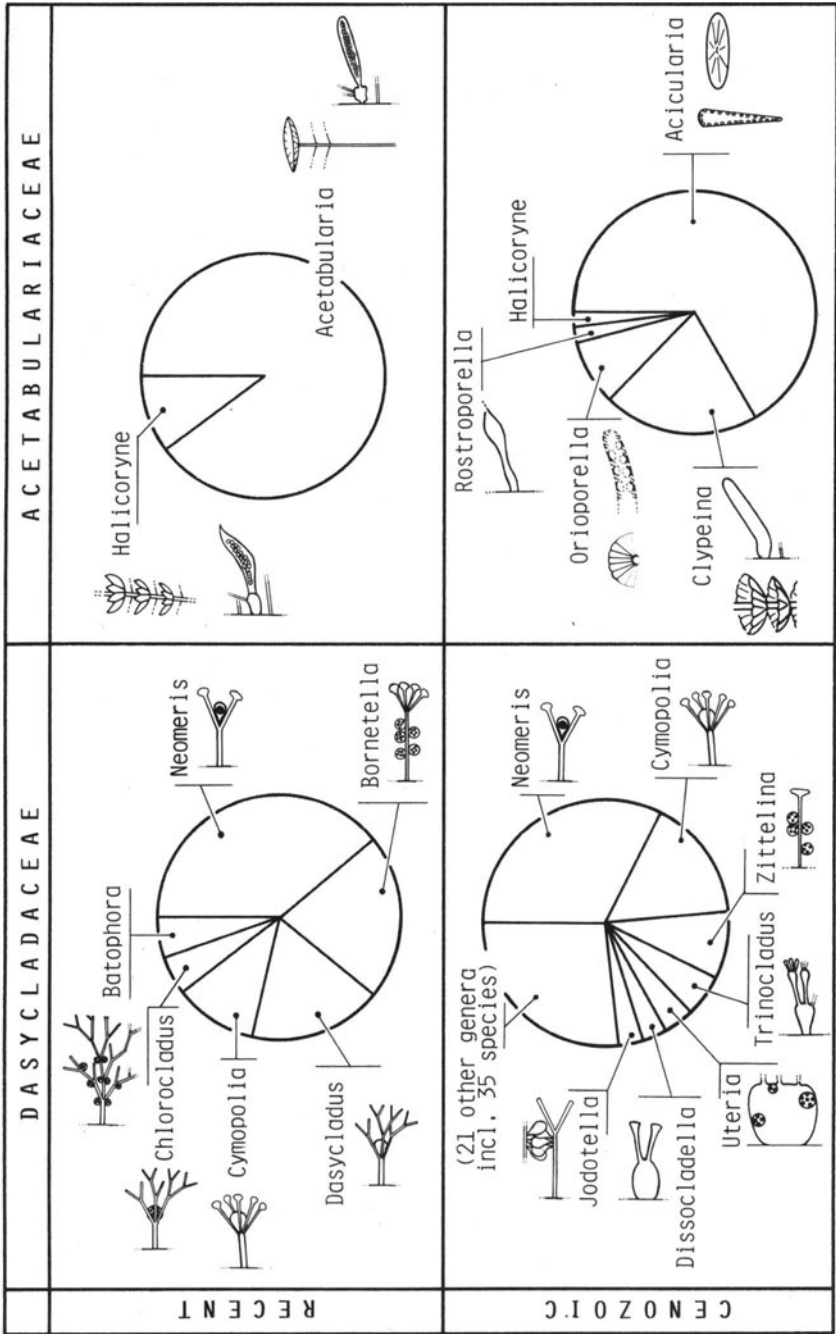 DASYCLADACEAE
ACETABULARIACEAE
RECENT
Batophora
Chlorocladus
Cymopolia
Dasycladus
Neomeris
Bornetella
Halicoryne
Acetabularia
CENOZOIC
(21 other genera
incl. 35 species)
Jodotella
Dissocladella
Uteria
Trinocladus
Zittelina
Cymopolia
Neomeris
Rostroporella
Orioporella
Clypeina
Halicoryne
Acicularia